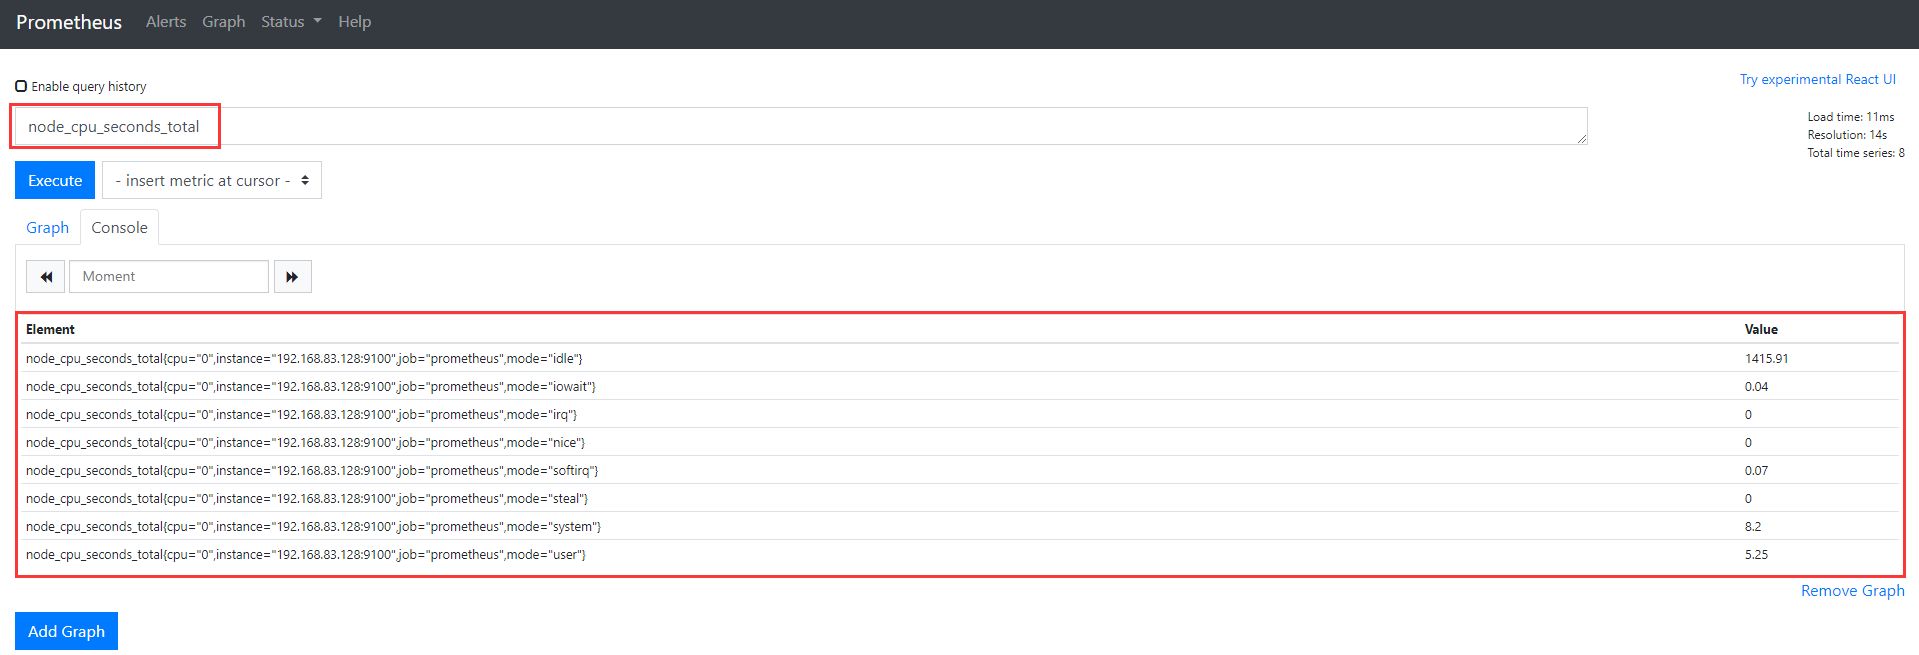 Prometheus Alerts Graph Status Help
Enable query history
Try experimental React UI
node_cpu_seconds_total
Load time: 11ms
Resolution: 14s
Total time series: 8
Execute - insert metric at cursor -
Graph Console
Moment
Element Value
node_cpu_seconds_total{cpu="0",instance="192.168.83.128:9100",job="prometheus",mode="idle"} 1415.91
node_cpu_seconds_total{cpu="0",instance="192.168.83.128:9100",job="prometheus",mode="iowait"} 0.04
node_cpu_seconds_total{cpu="0",instance="192.168.83.128:9100",job="prometheus",mode="irq"} 0
node_cpu_seconds_total{cpu="0",instance="192.168.83.128:9100",job="prometheus",mode="nice"} 0
node_cpu_seconds_total{cpu="0",instance="192.168.83.128:9100",job="prometheus",mode="softirq"} 0.07
node_cpu_seconds_total{cpu="0",instance="192.168.83.128:9100",job="prometheus",mode="steal"} 0
node_cpu_seconds_total{cpu="0",instance="192.168.83.128:9100",job="prometheus",mode="system"} 8.2
node_cpu_seconds_total{cpu="0",instance="192.168.83.128:9100",job="prometheus",mode="user"} 5.25
Remove Graph
Add Graph